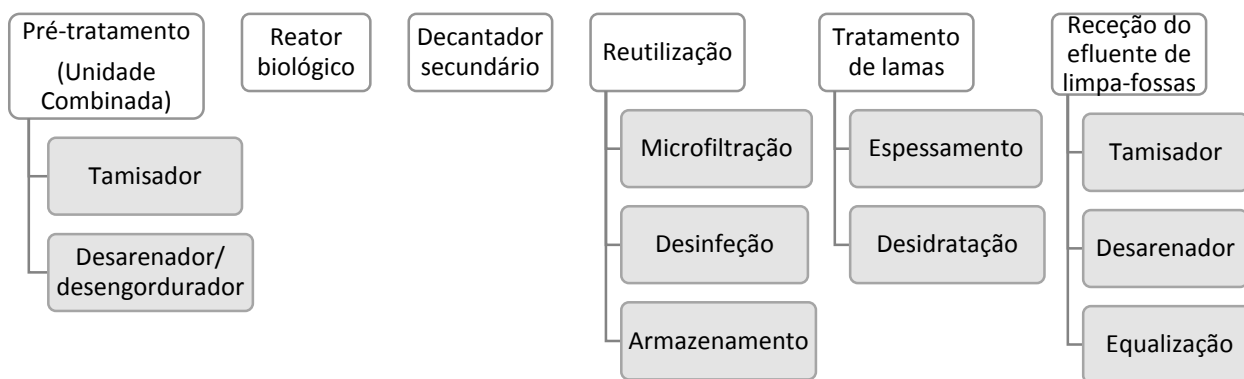 Pré-tratamento
(Unidade
Combinada)
Tamisador
Desarenador/
desengordurador
Reator
biológico
Decantador
secundário
Reutilização
Microfiltração
Desinfeção
Armazenamento
Tratamento
de lamas
Espessamento
Desidratação
Receção do
efluente de
limpa-fossas
Tamisador
Desarenador
Equalização